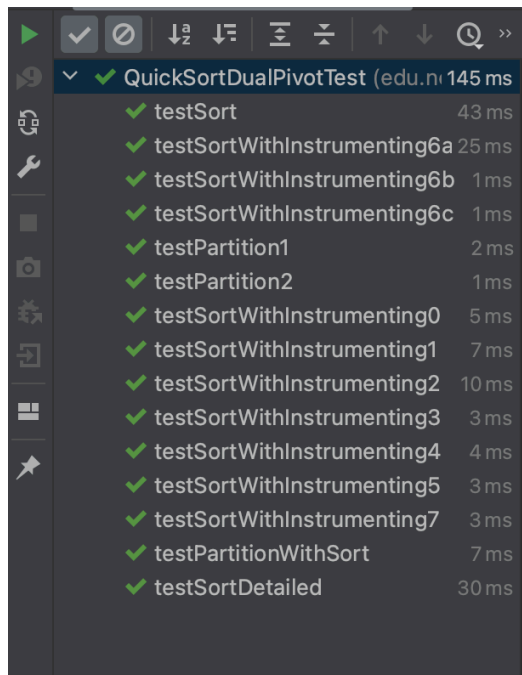 QuickSortDualPivotTest (edu.n 145 ms
testSort 43 ms
testSortWithInstrumenting6a 25 ms
testSortWithInstrumenting6b 1 ms
testSortWithInstrumenting6c 1 ms
testPartition1 2 ms
testPartition2 1 ms
testSortWithInstrumenting0 5 ms
testSortWithInstrumenting1 7 ms
testSortWithInstrumenting2 10 ms
testSortWithInstrumenting3 3 ms
testSortWithInstrumenting4 4 ms
testSortWithInstrumenting5 3 ms
testSortWithInstrumenting7 3 ms
testPartitionWithSort 7 ms
testSortDetailed 30 ms